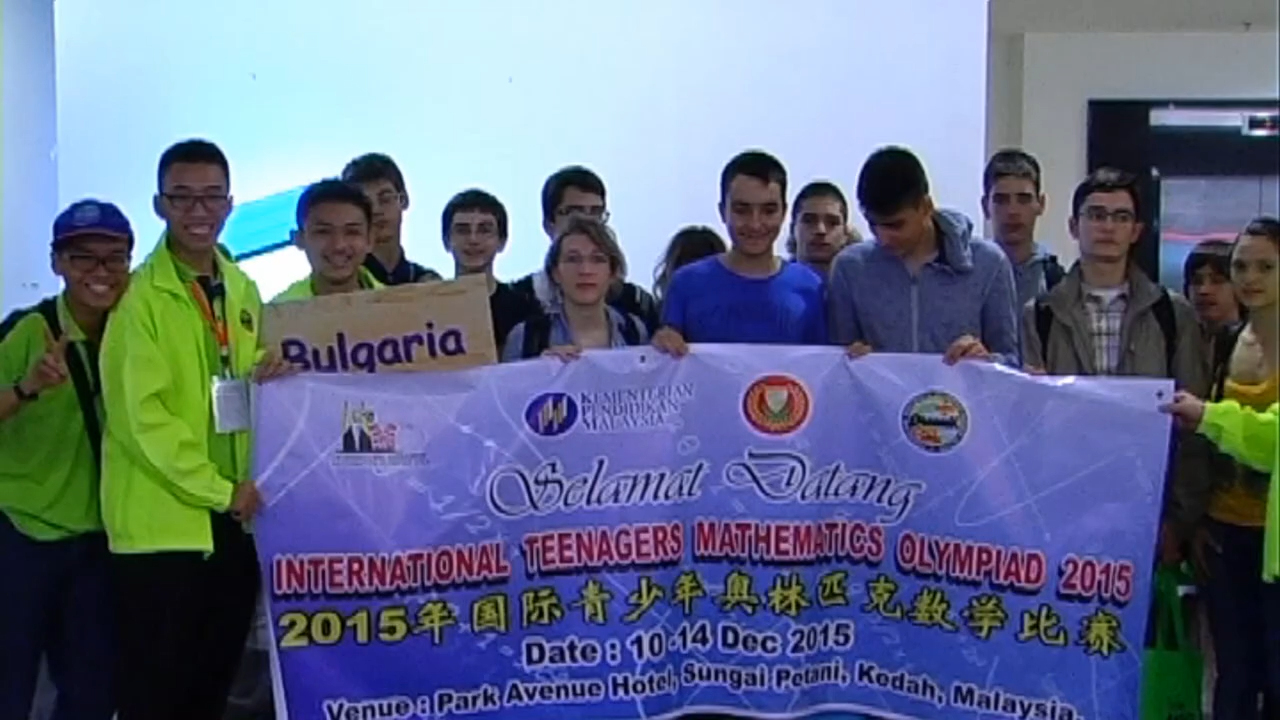 Bulgaria
KEMENTERIAN
PENDIDIKAN
MALAYSIA
Selamat Datang
INTERNATIONAL TEENAGERS MATHEMATICS OLYMPIAD 2015
2015年国际青少年奥林匹克数学比赛
Date : 10-14 Dec 2015
Venue : Park Avenue Hotel, Sungai Petani, Kedah, Malaysia.